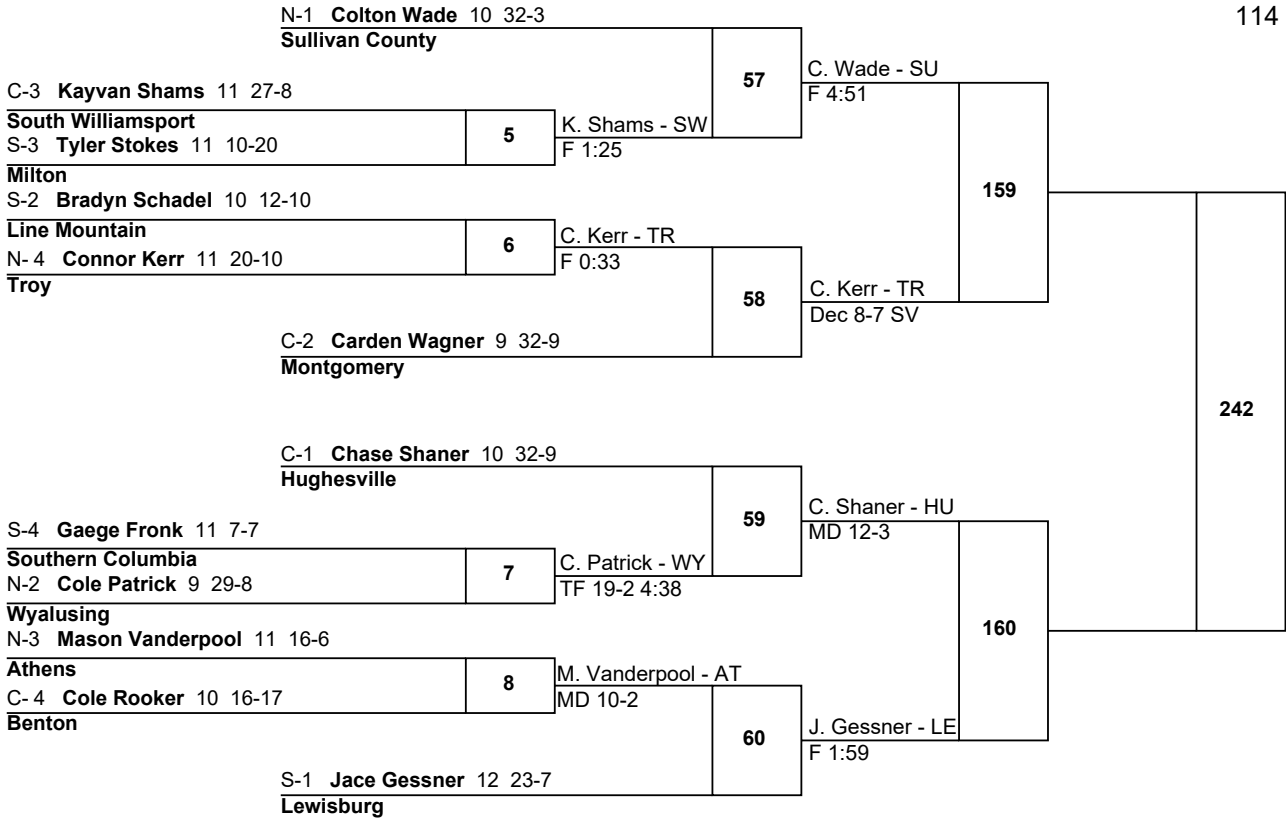 114
N-1 Colton Wade 10 32-3
Sullivan County
57
C. Wade - SU
F 4:51
C-3 Kayvan Shams 11 27-8
South Williamsport
5
K. Shams - SW
F 1:25
S-3 Tyler Stokes 11 10-20
Milton
159
S-2 Bradyn Schadel 10 12-10
Line Mountain
6
C. Kerr - TR
F 0:33
N- 4 Connor Kerr 11 20-10
Troy
58
C. Kerr - TR
Dec 8-7 SV
C-2 Carden Wagner 9 32-9
Montgomery
242
C-1 Chase Shaner 10 32-9
Hughesville
59
C. Shaner - HU
MD 12-3
S-4 Gaege Fronk 11 7-7
Southern Columbia
7
C. Patrick - WY
TF 19-2 4:38
N-2 Cole Patrick 9 29-8
Wyalusing
160
N-3 Mason Vanderpool 11 16-6
Athens
8
M. Vanderpool - AT
MD 10-2
C- 4 Cole Rooker 10 16-17
Benton
60
J. Gessner - LE
F 1:59
S-1 Jace Gessner 12 23-7
Lewisburg